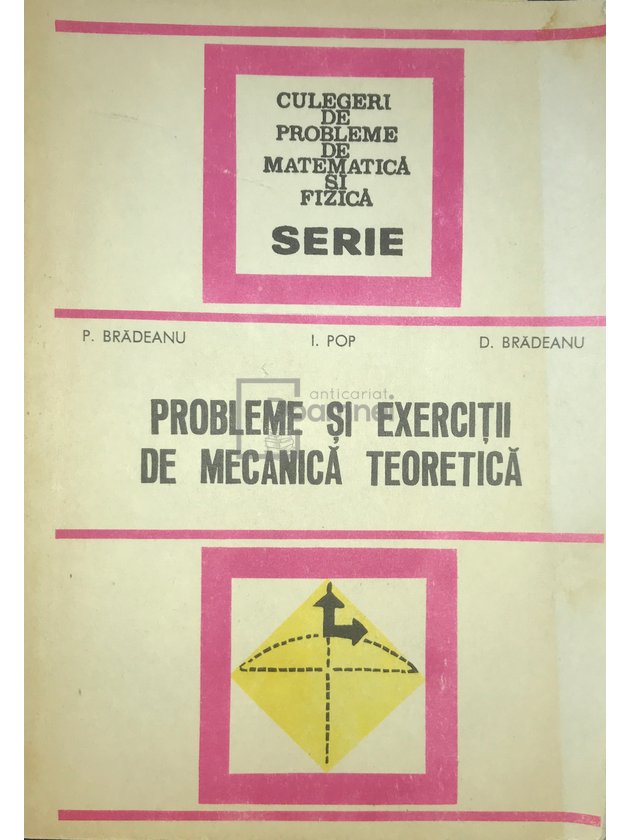 CULEGERI
DE
PROBLEME
DE
MATEMATICĂ
ȘI
FIZICĂ
SERIE
P. BRĂDEANU I. POP D. BRĂDEANU
anticariat
PROBLEME ȘI EXERCIȚII
DE MECANICĂ TEORETICĂ